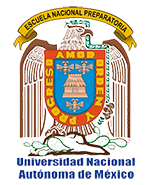 ESCUELA NACIONAL PREPARATORIA
AMOR ORDEN Y PROGRESO
Universidad Nacional
Autónoma de México